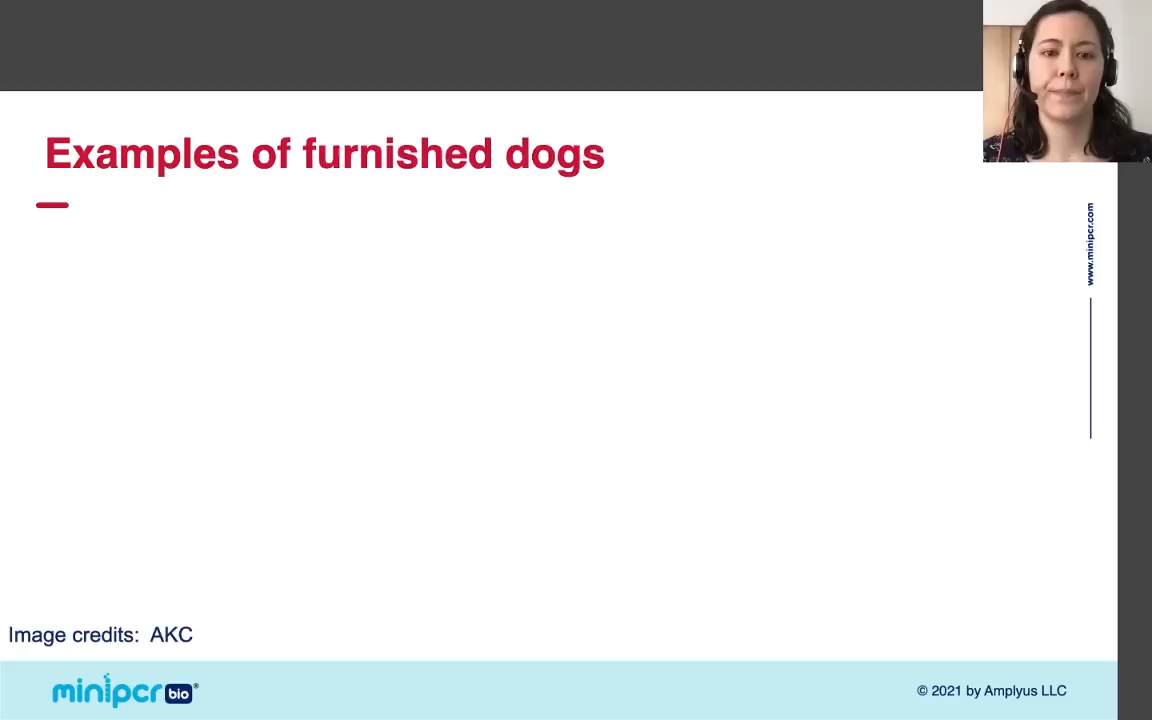 Examples of furnished dogs
www.minipcr.com
Image credits: AKC
minipcr bio®
© 2021 by Amplyus LLC